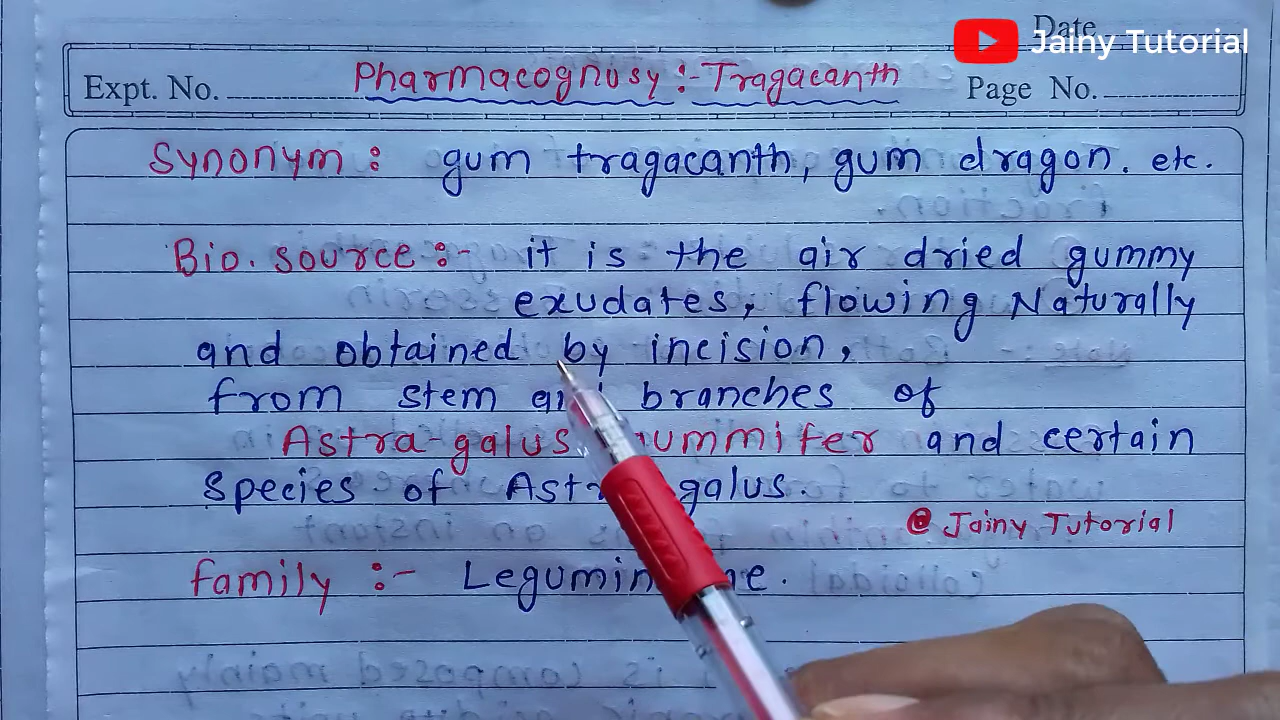 Date
Jainy Tutorial
Expt. No. Pharmacognosy :- Tragacanth Page No.
Synonym : gum tragacanth, gum dragon. etc.
Bio. source :- it is the air dried gummy
exudates, flowing Naturally
and obtained by incision,
from stem branches of
Astra-galus and certain
species of galus.
@ Jainy Tutorial
family :-